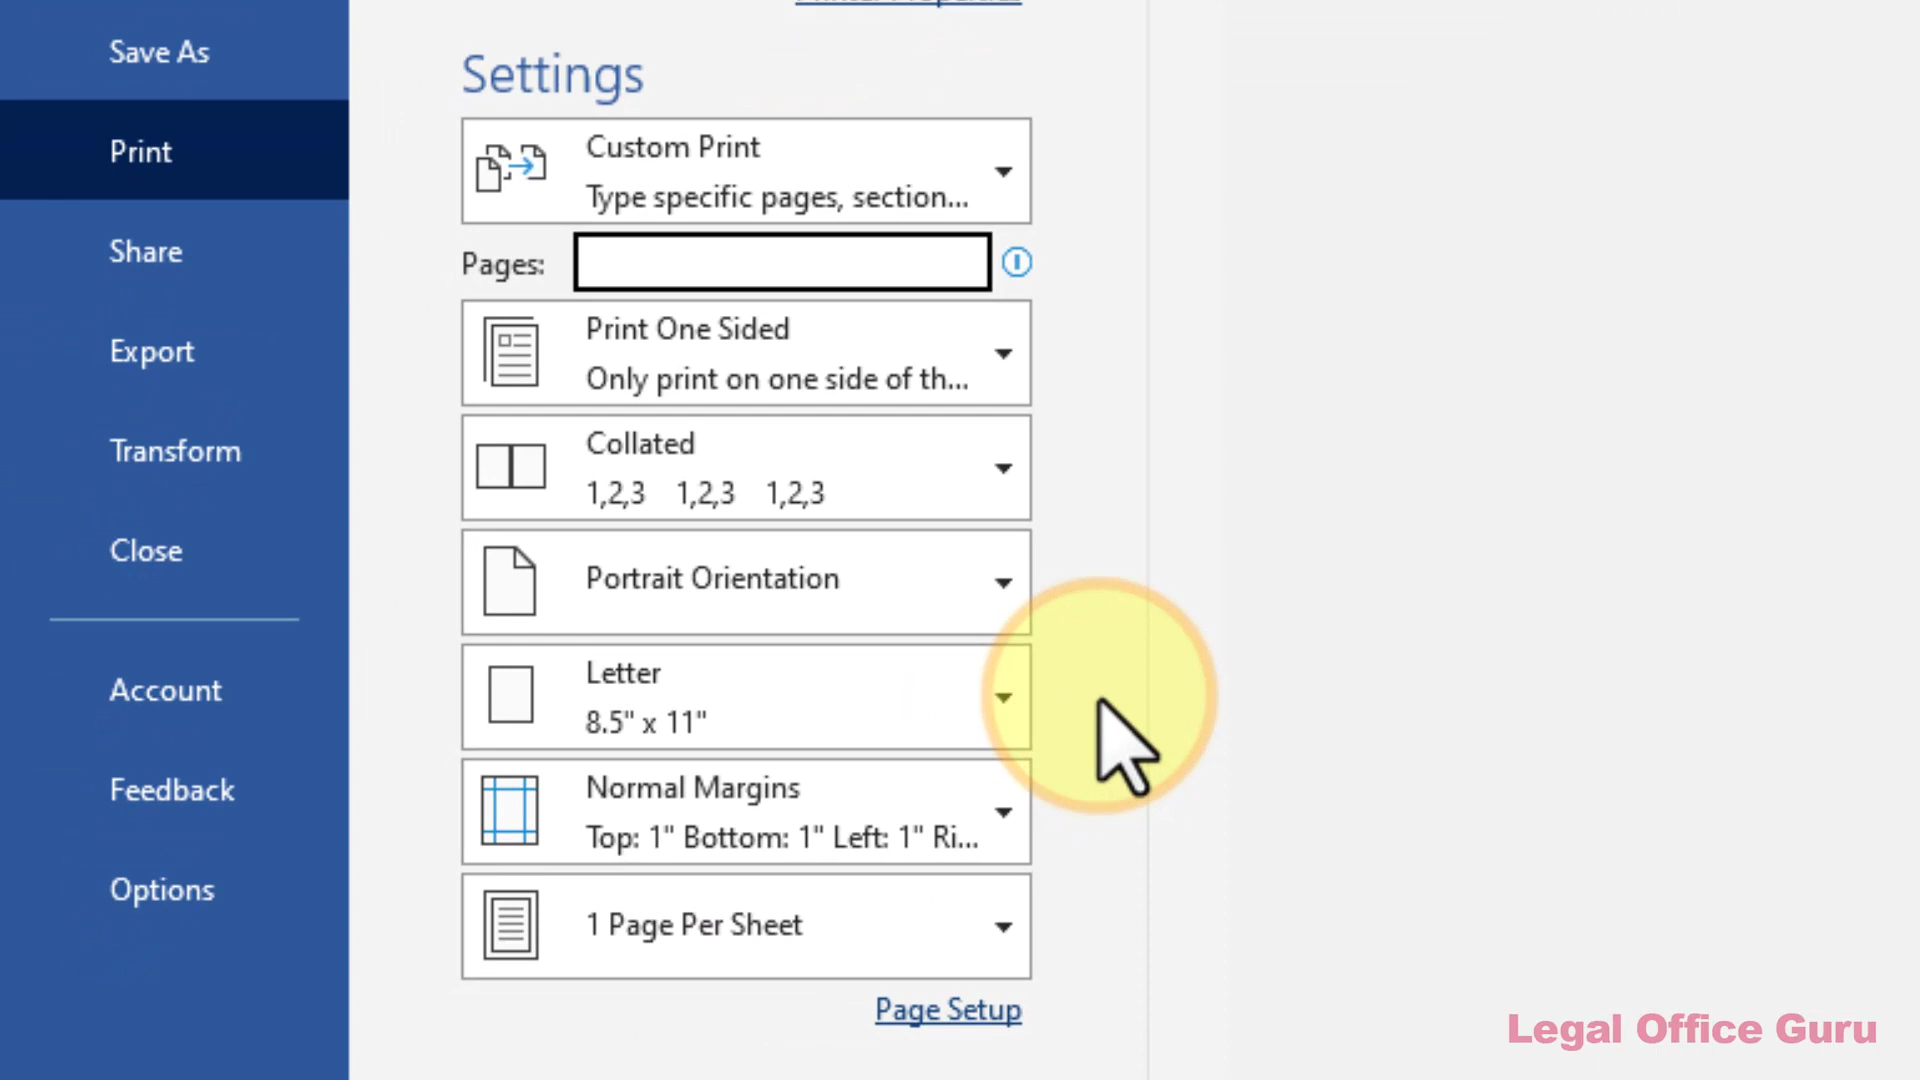 Printer Properties
Save As
Print
Share
Export
Transform
Close
Account
Feedback
Options
Settings
Custom Print
Type specific pages, section...
Pages:
Print One Sided
Only print on one side of th...
Collated
1,2,3 1,2,3 1,2,3
Portrait Orientation
Letter
8.5" x 11"
Normal Margins
Top: 1" Bottom: 1" Left: 1" Ri...
1 Page Per Sheet
Page Setup
Legal Office Guru